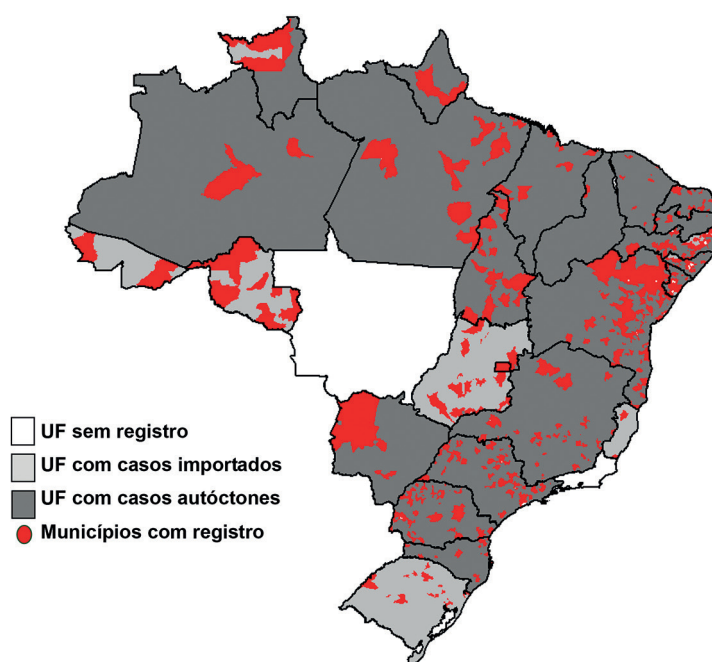 UF sem registro
UF com casos importados
UF com casos autóctones
Municípios com registro